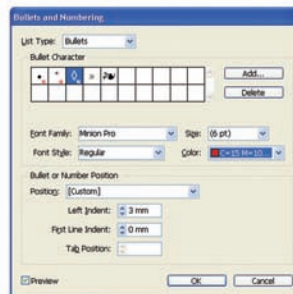 Bullets and Numbering
List Type: Bullets
Bullet Character
Add...
Delete
Font Family: Minion Pro Size: (6 pt)
Font Style: Regular Color: C=15 M=10...
Bullet or Number Position
Position: [Custom]
Left Indent: 3 mm
First Line Indent: 0 mm
Tab Position:
Preview OK Cancel